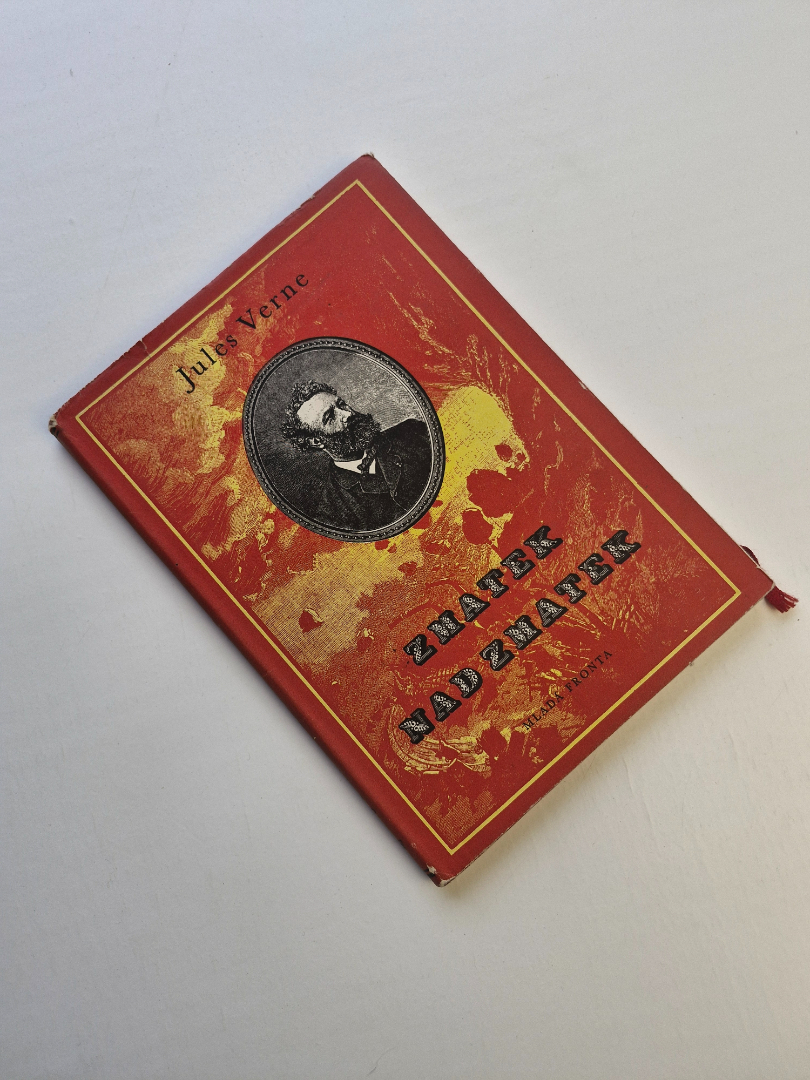 Jules Verne
ZMATEK
NAD ZMATEK
MLADÁ FRONTA